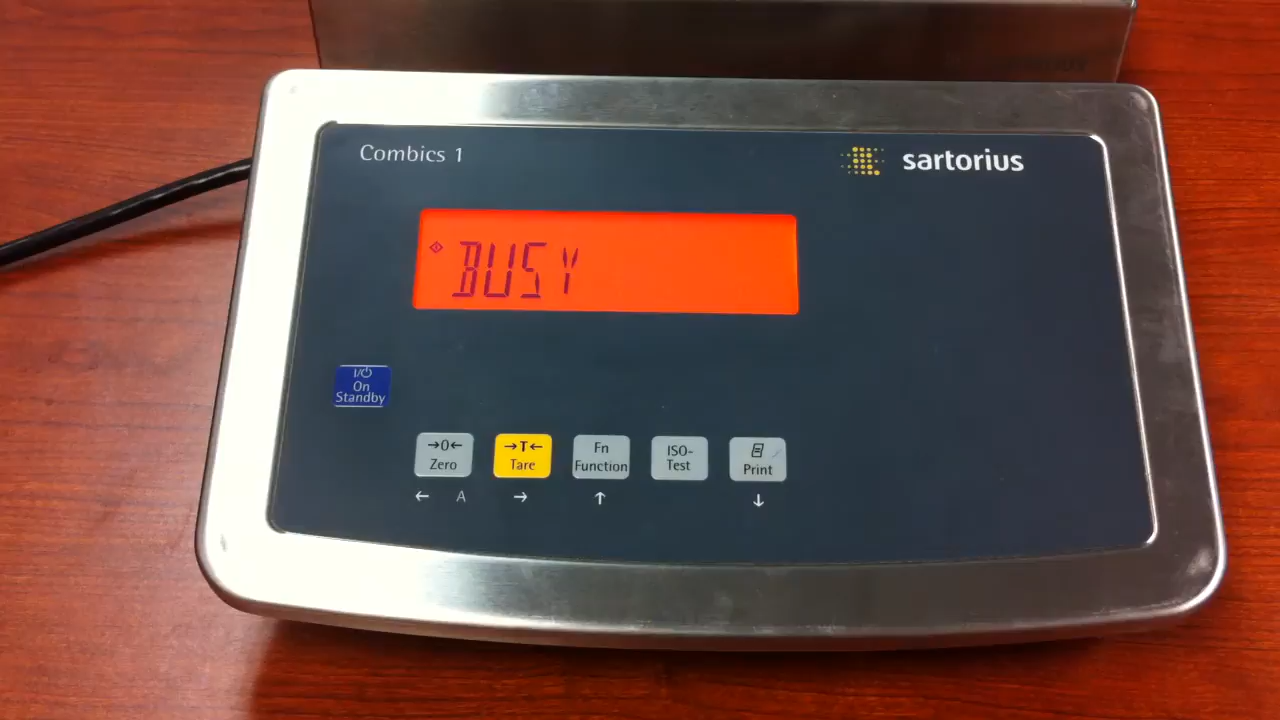 Combics 1
sartorius
BUSY
I/⏻
On
Standby
→0←
Zero
→T←
Tare
Fn
Function
ISO-
Test
Print
← A → ↑ ↓